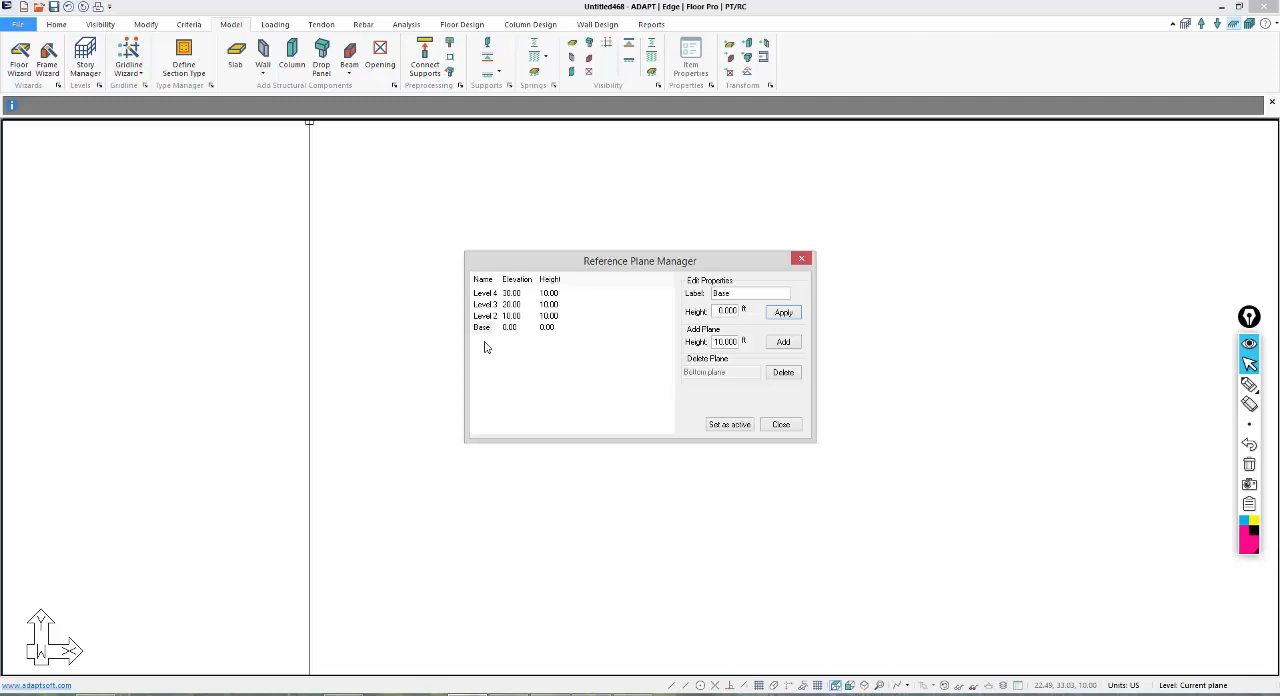 Untitled468 - ADAPT | Edge | Floor Pro | PT/RC
File Home Visibility Modify Criteria Model Loading Tendon Rebar Analysis Floor Design Column Design Wall Design Reports
Floor Wizard
Frame Wizard
Story Manager
Gridline Wizard
Define Section Type
Slab
Wall
Column
Drop Panel
Beam
Opening
Connect Supports
Item Properties
Wizards Levels Gridline Type Manager Add Structural Components Preprocessing Supports Springs Visibility Properties Transform
Reference Plane Manager
Name Elevation Height
Level 4 30.00 10.00
Level 3 20.00 10.00
Level 2 10.00 10.00
Base 0.00 0.00
Edit Properties
Label: Base
Height: 0.000 ft Apply
Add Plane
Height: 10.000 ft Add
Delete Plane
Bottom plane Delete
Set as active Close
Y
X
W
www.adaptsoft.com
22.49, 33.03, 10.00 Units: US Level: Current plane